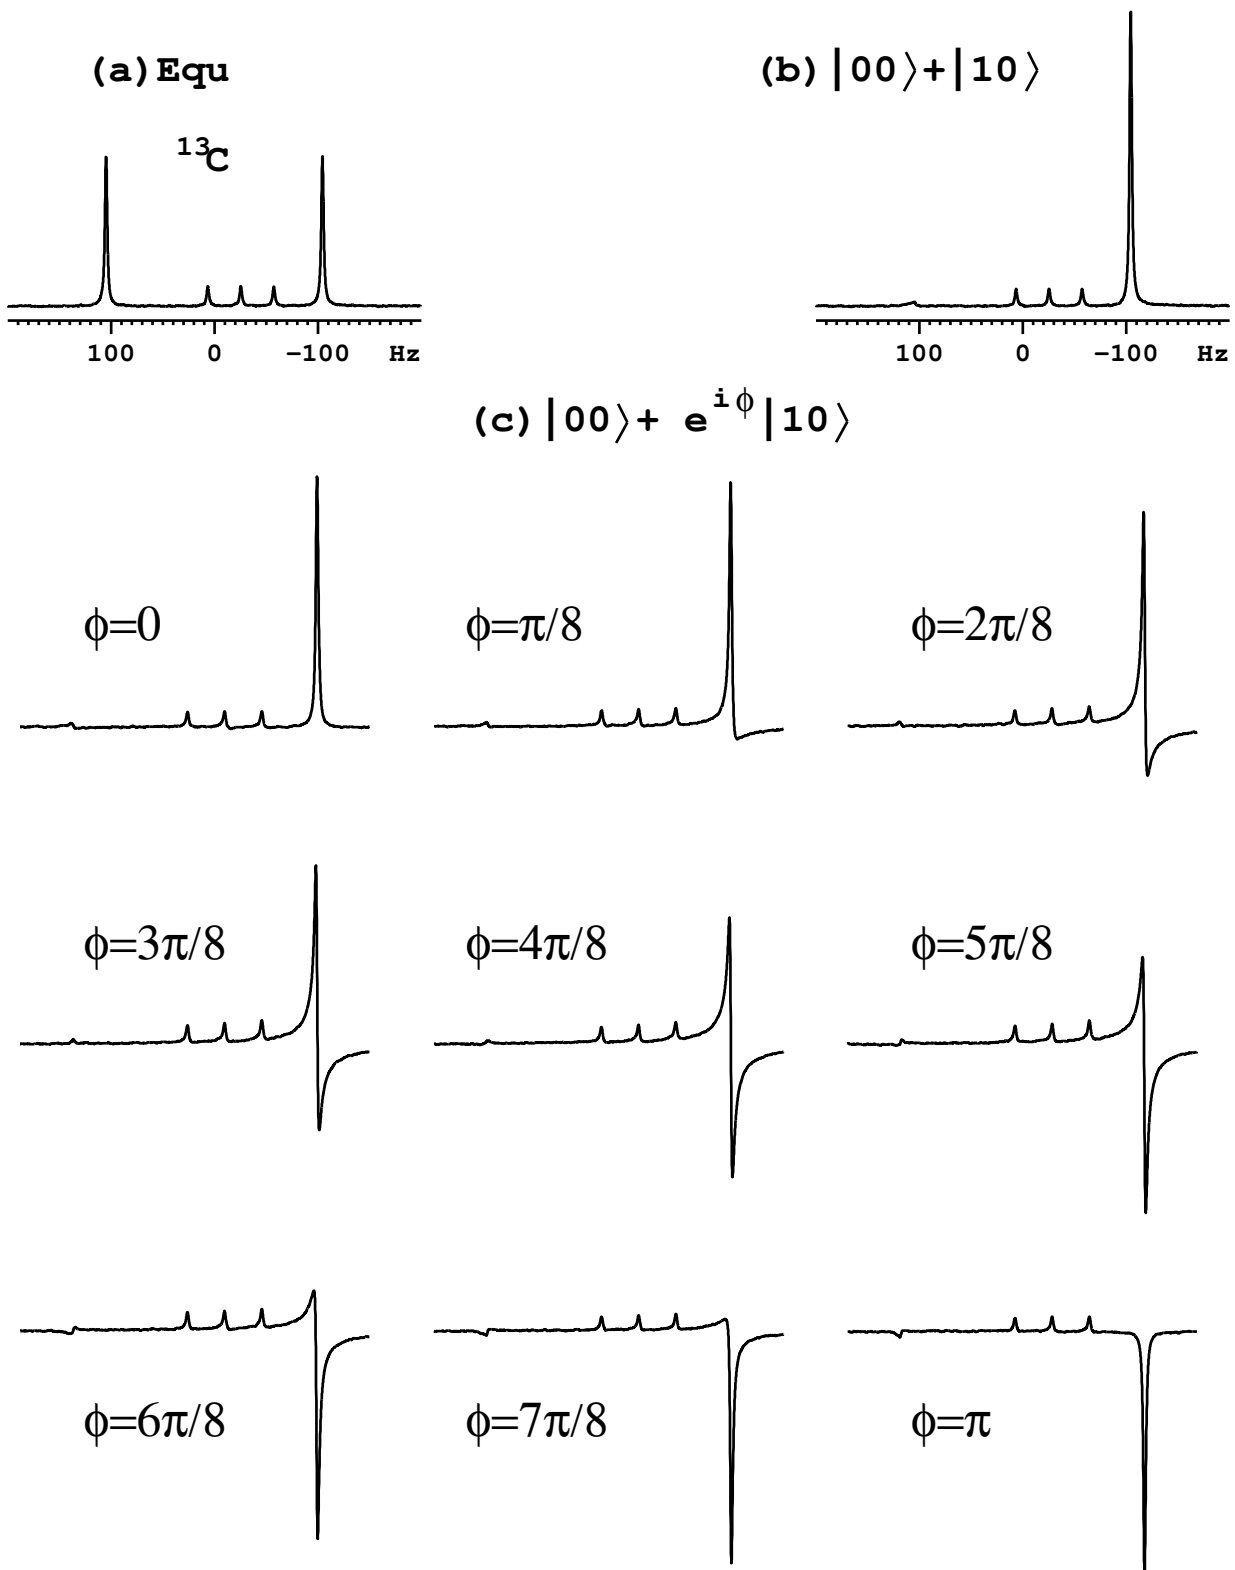 (a)Equ
(b)|00⟩+|10⟩
¹³C
100 0 −100 Hz
100 0 −100 Hz
(c)|00⟩+ e^{iϕ}|10⟩
ϕ=0
ϕ=π/8
ϕ=2π/8
ϕ=3π/8
ϕ=4π/8
ϕ=5π/8
ϕ=6π/8
ϕ=7π/8
ϕ=π